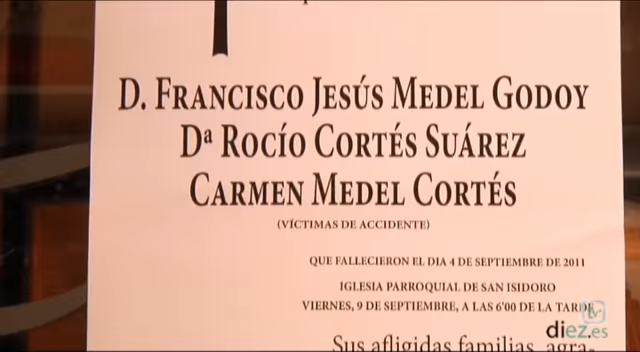 D. FRANCISCO JESÚS MEDEL GODOY
Dª ROCÍO CORTÉS SUÁREZ
CARMEN MEDEL CORTÉS
(VÍCTIMAS DE ACCIDENTE)
QUE FALLECIERON EL DIA 4 DE SEPTIEMBRE DE 2011
IGLESIA PARROQUIAL DE SAN ISIDORO
VIERNES, 9 DE SEPTIEMBRE, A LAS 6'00 DE LA TARDE
diez.es
Sus afligidas familias, agra-